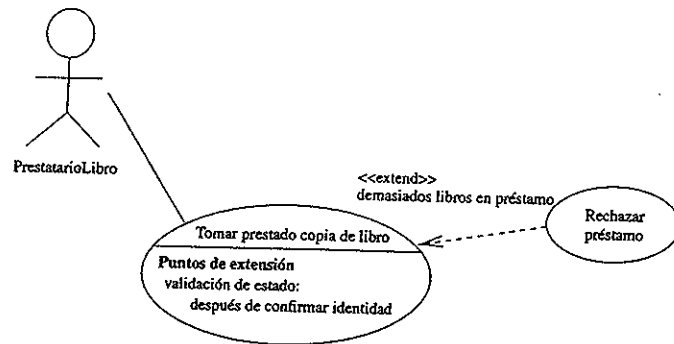 PrestatarioLibro
<<extend>>
demasiados libros en préstamo
Rechazar
préstamo
Tomar prestado copia de libro
Puntos de extensión
validación de estado:
después de confirmar identidad